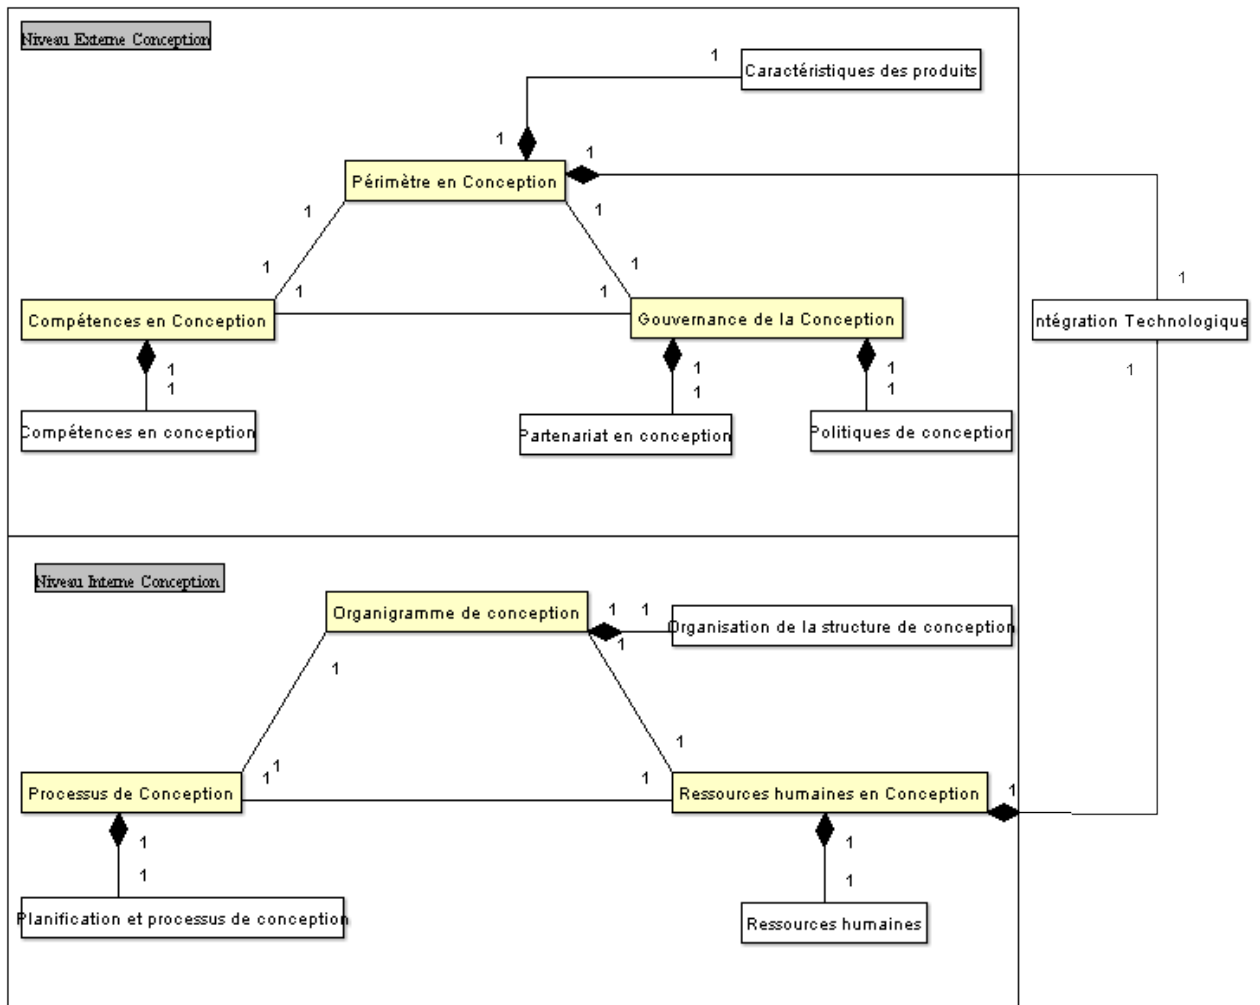 Niveau Externe Conception
1
Caractéristiques des produits
1
1
Périmètre en Conception
1
1
1
1
1
1
1
Compétences en Conception
Gouvernance de la Conception
ntégration Technologique
1
1
1
1
1
1
1
Compétences en conception
Partenariat en conception
Politiques de conception
Niveau Interne Conception
Organigramme de conception
1
1
Organisation de la structure de conception
1
1
1
1
1
1
Processus de Conception
Ressources humaines en Conception
1
1
1
1
1
Planification et processus de conception
Ressources humaines